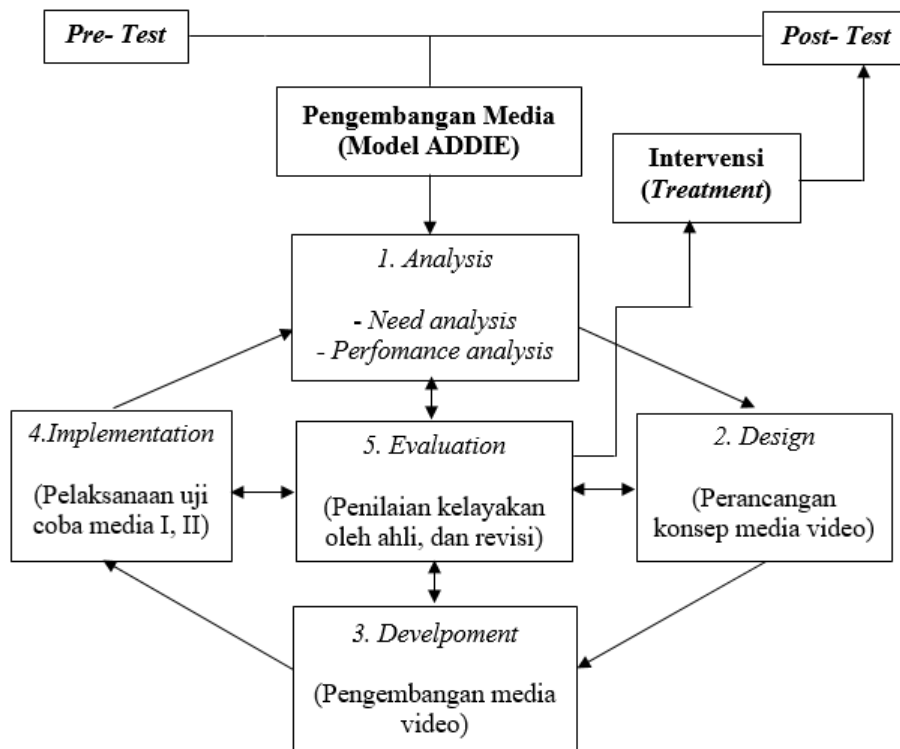 Pre- Test
Post- Test
Pengembangan Media
(Model ADDIE)
Intervensi
(Treatment)
1. Analysis
- Need analysis
- Perfomance analysis
4.Implementation
(Pelaksanaan uji
coba media I, II)
5. Evaluation
(Penilaian kelayakan
oleh ahli, dan revisi)
2. Design
(Perancangan
konsep media video)
3. Develpoment
(Pengembangan media
video)